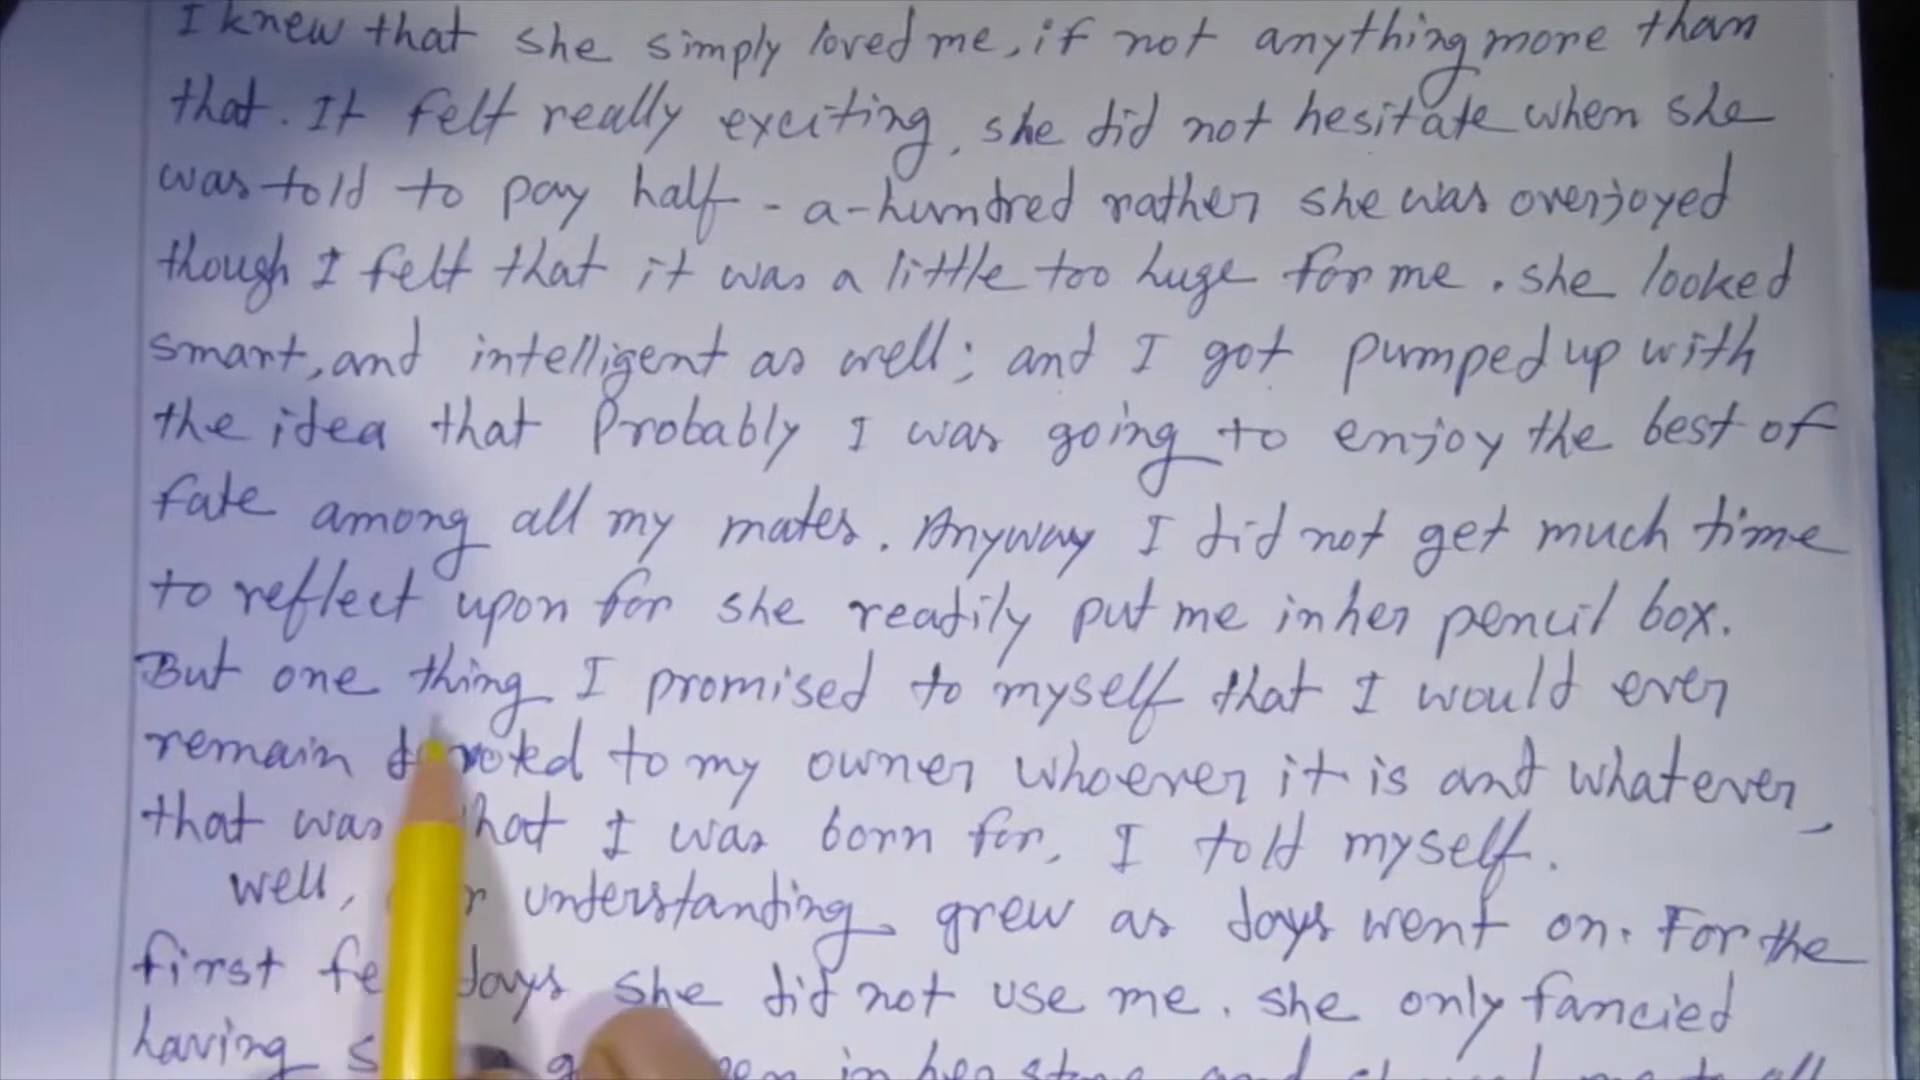 I knew that she simply loved me, if not anything more than
that. It felt really exciting, she did not hesitate when she
was told to pay half - a-hundred rather she was overjoyed
though I felt that it was a little too huge for me. she looked
smart, and intelligent as well; and I got pumped up with
the idea that Probably I was going to enjoy the best of
fate among all my mates. Anyway I did not get much time
to reflect upon for she readily put me in her pencil box.
But one thing I promised to myself that I would ever
remain devoted to my owner whoever it is and whatever,
that was what I was born for, I told myself.
well, understanding grew as days went on. For the
first days she did not use me. she only fancied
having in her and all